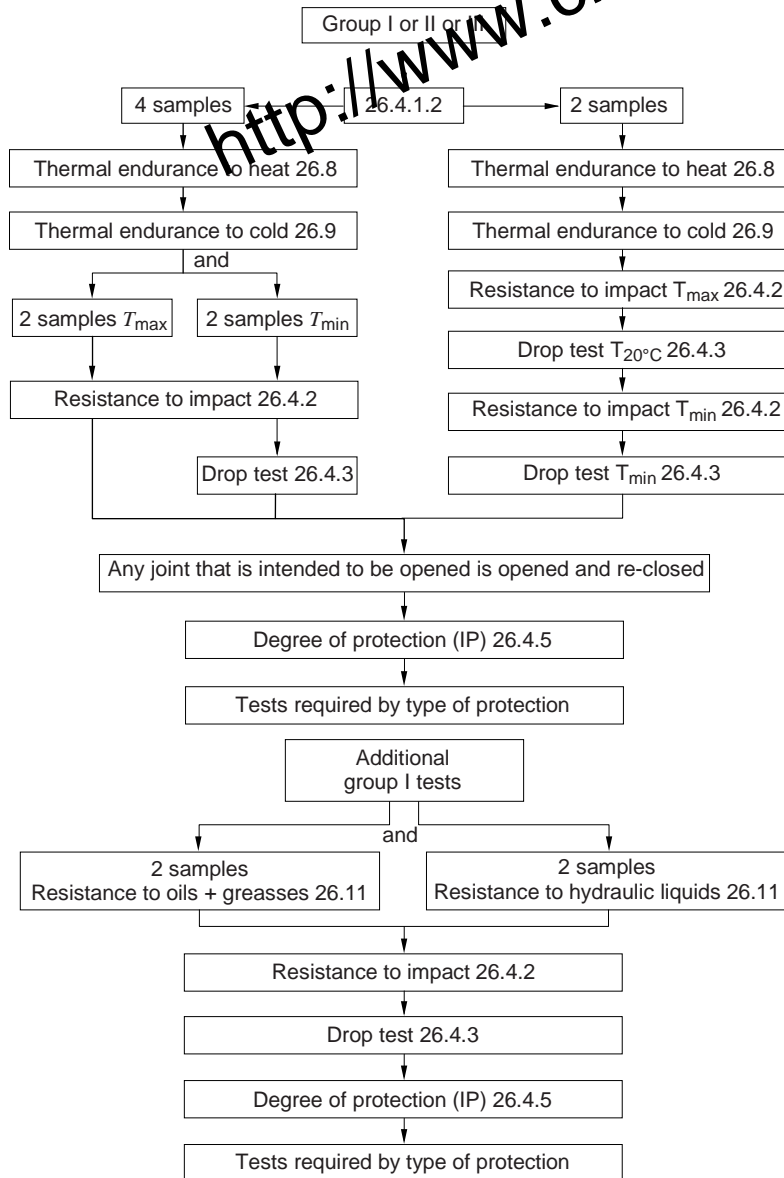 Group I or II or III
http://www.c
4 samples
26.4.1.2
2 samples
Thermal endurance to heat 26.8
Thermal endurance to heat 26.8
Thermal endurance to cold 26.9
Thermal endurance to cold 26.9
and
2 samples Tmax
2 samples Tmin
Resistance to impact Tmax 26.4.2
Drop test T20°C 26.4.3
Resistance to impact 26.4.2
Resistance to impact Tmin 26.4.2
Drop test 26.4.3
Drop test Tmin 26.4.3
Any joint that is intended to be opened is opened and re-closed
Degree of protection (IP) 26.4.5
Tests required by type of protection
Additional
group I tests
and
2 samples
Resistance to oils + greasses 26.11
2 samples
Resistance to hydraulic liquids 26.11
Resistance to impact 26.4.2
Drop test 26.4.3
Degree of protection (IP) 26.4.5
Tests required by type of protection